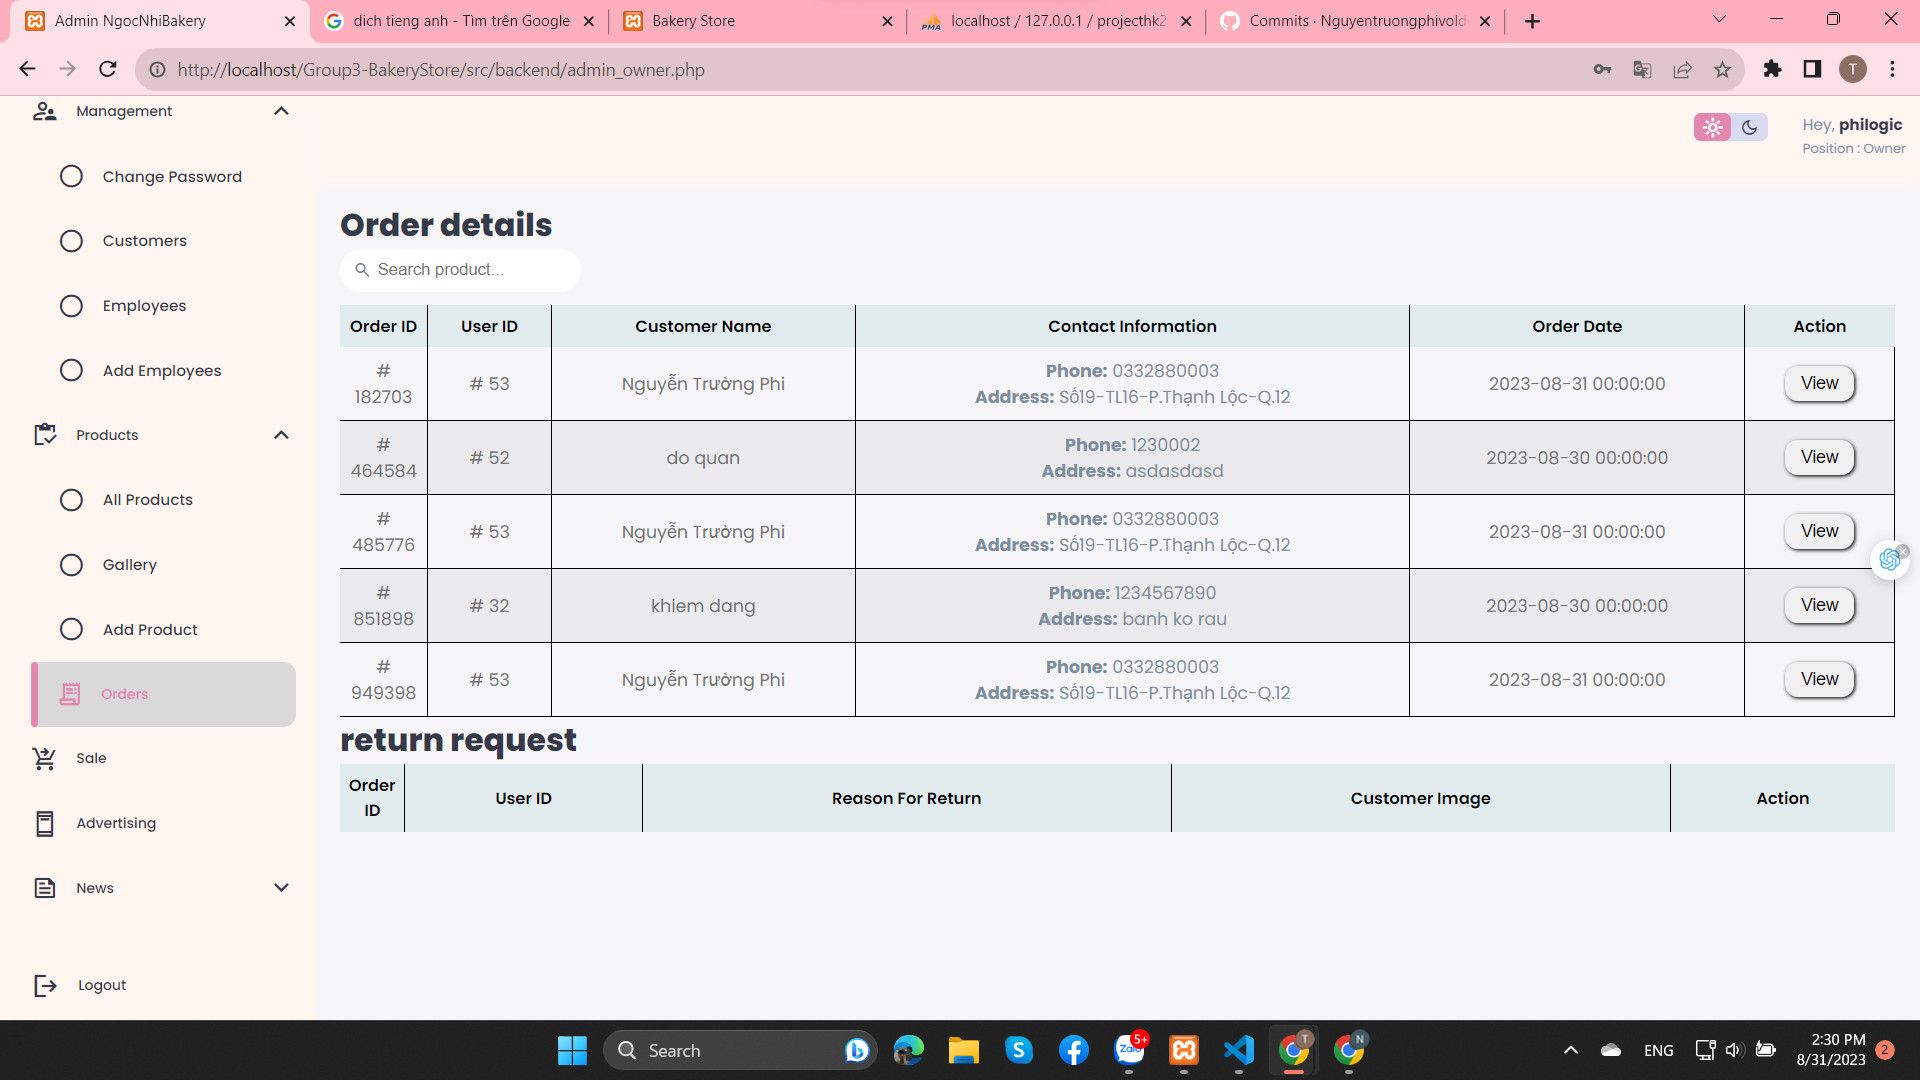 Admin NgocNhiBakery
dich tieng anh - Tìm trên Google
Bakery Store
localhost / 127.0.0.1 / projecthk2
Commits · Nguyentruongphivold
http://localhost/Group3-BakeryStore/src/backend/admin_owner.php
T
Management
Hey, philogic
Position : Owner
Change Password
Customers
Employees
Add Employees
Products
All Products
Gallery
Add Product
Orders
Sale
Advertising
News
Logout
Order details
Search product...
Order ID User ID Customer Name Contact Information Order Date Action
# 182703 # 53 Nguyễn Trường Phi Phone: 0332880003 2023-08-31 00:00:00 View
Address: Số19-TL16-P.Thạnh Lộc-Q.12
# 464584 # 52 do quan Phone: 1230002 2023-08-30 00:00:00 View
Address: asdasdasd
# 485776 # 53 Nguyễn Trường Phi Phone: 0332880003 2023-08-31 00:00:00 View
Address: Số19-TL16-P.Thạnh Lộc-Q.12
# 851898 # 32 khiem dang Phone: 1234567890 2023-08-30 00:00:00 View
Address: banh ko rau
# 949398 # 53 Nguyễn Trường Phi Phone: 0332880003 2023-08-31 00:00:00 View
Address: Số19-TL16-P.Thạnh Lộc-Q.12
return request
Order ID User ID Reason For Return Customer Image Action
Search
Zalo
5+
T
N
ENG
2:30 PM
8/31/2023
2